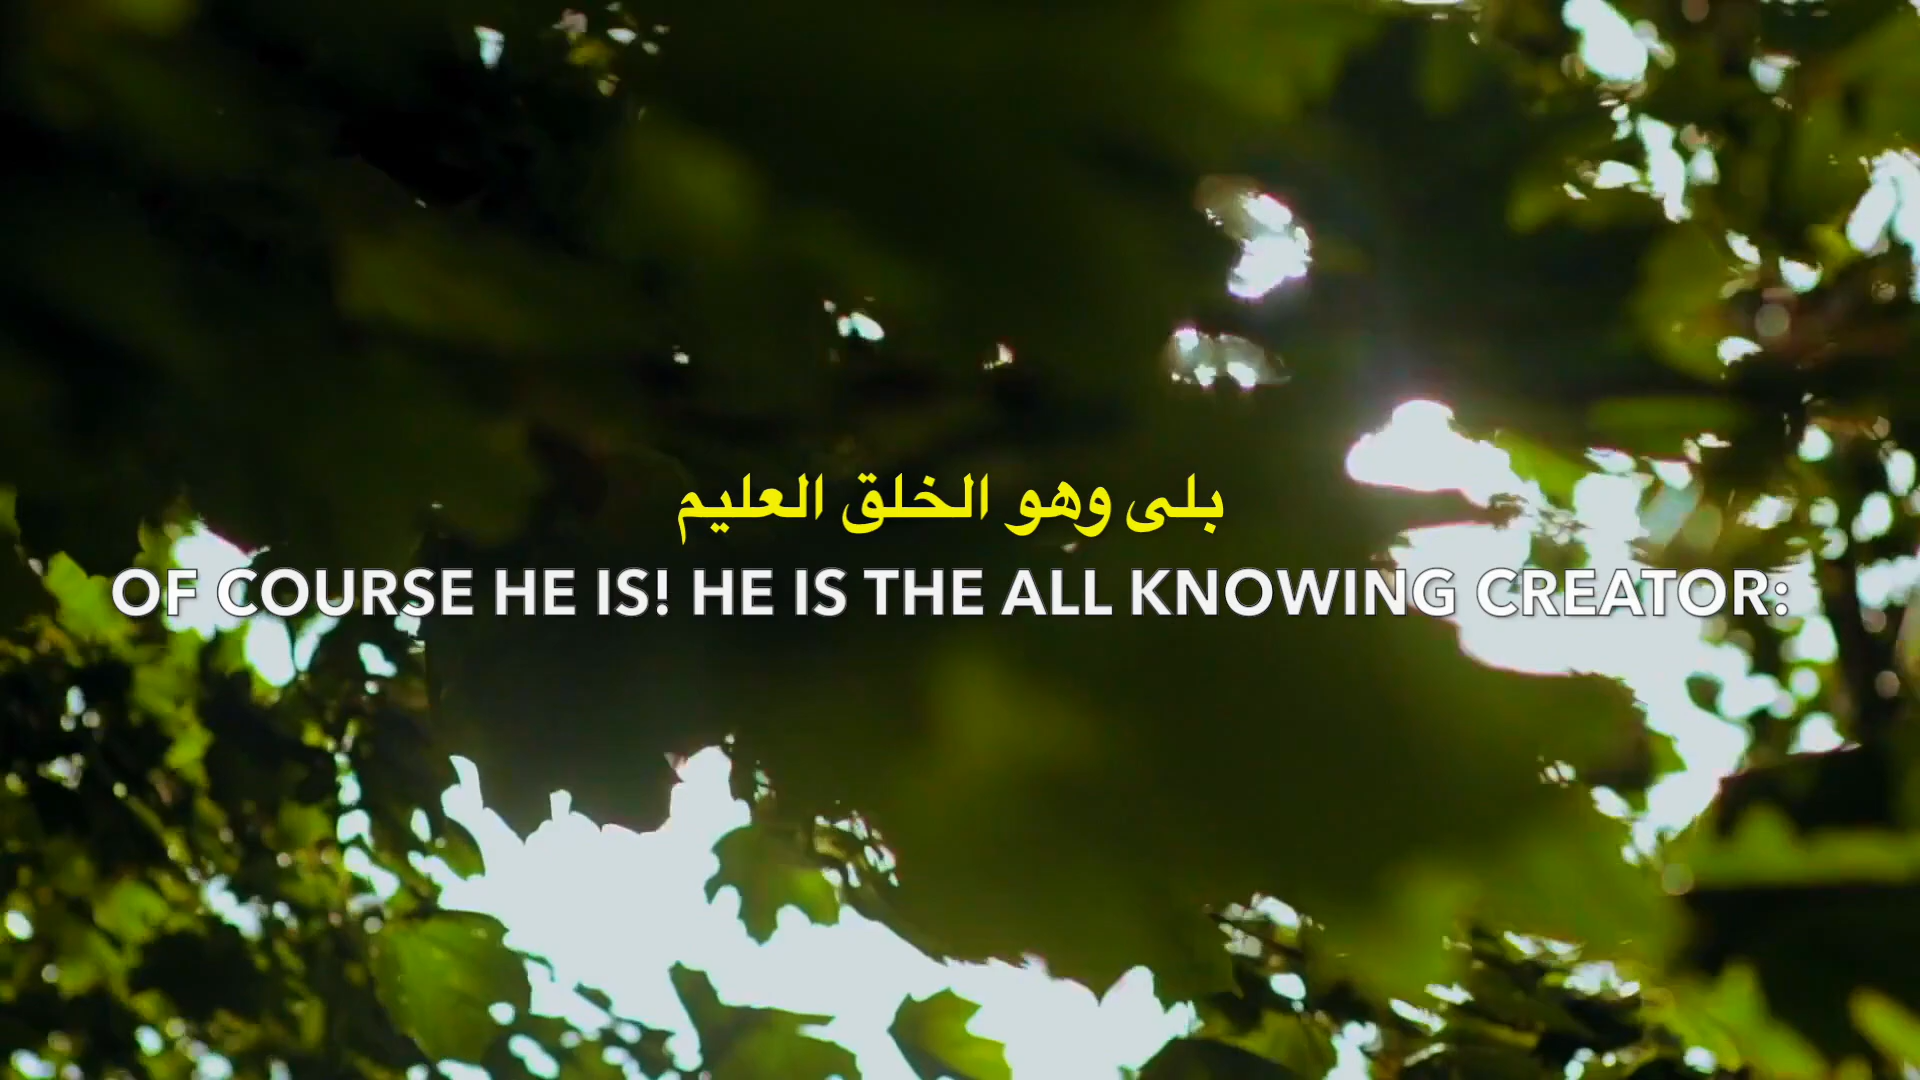 بلى وهو الخلق العليم
OF COURSE HE IS! HE IS THE ALL KNOWING CREATOR: